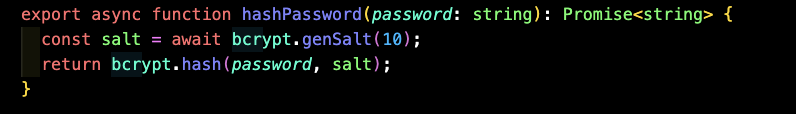 export async function hashPassword(password: string): Promise<string> {
  const salt = await bcrypt.genSalt(10);
  return bcrypt.hash(password, salt);
}